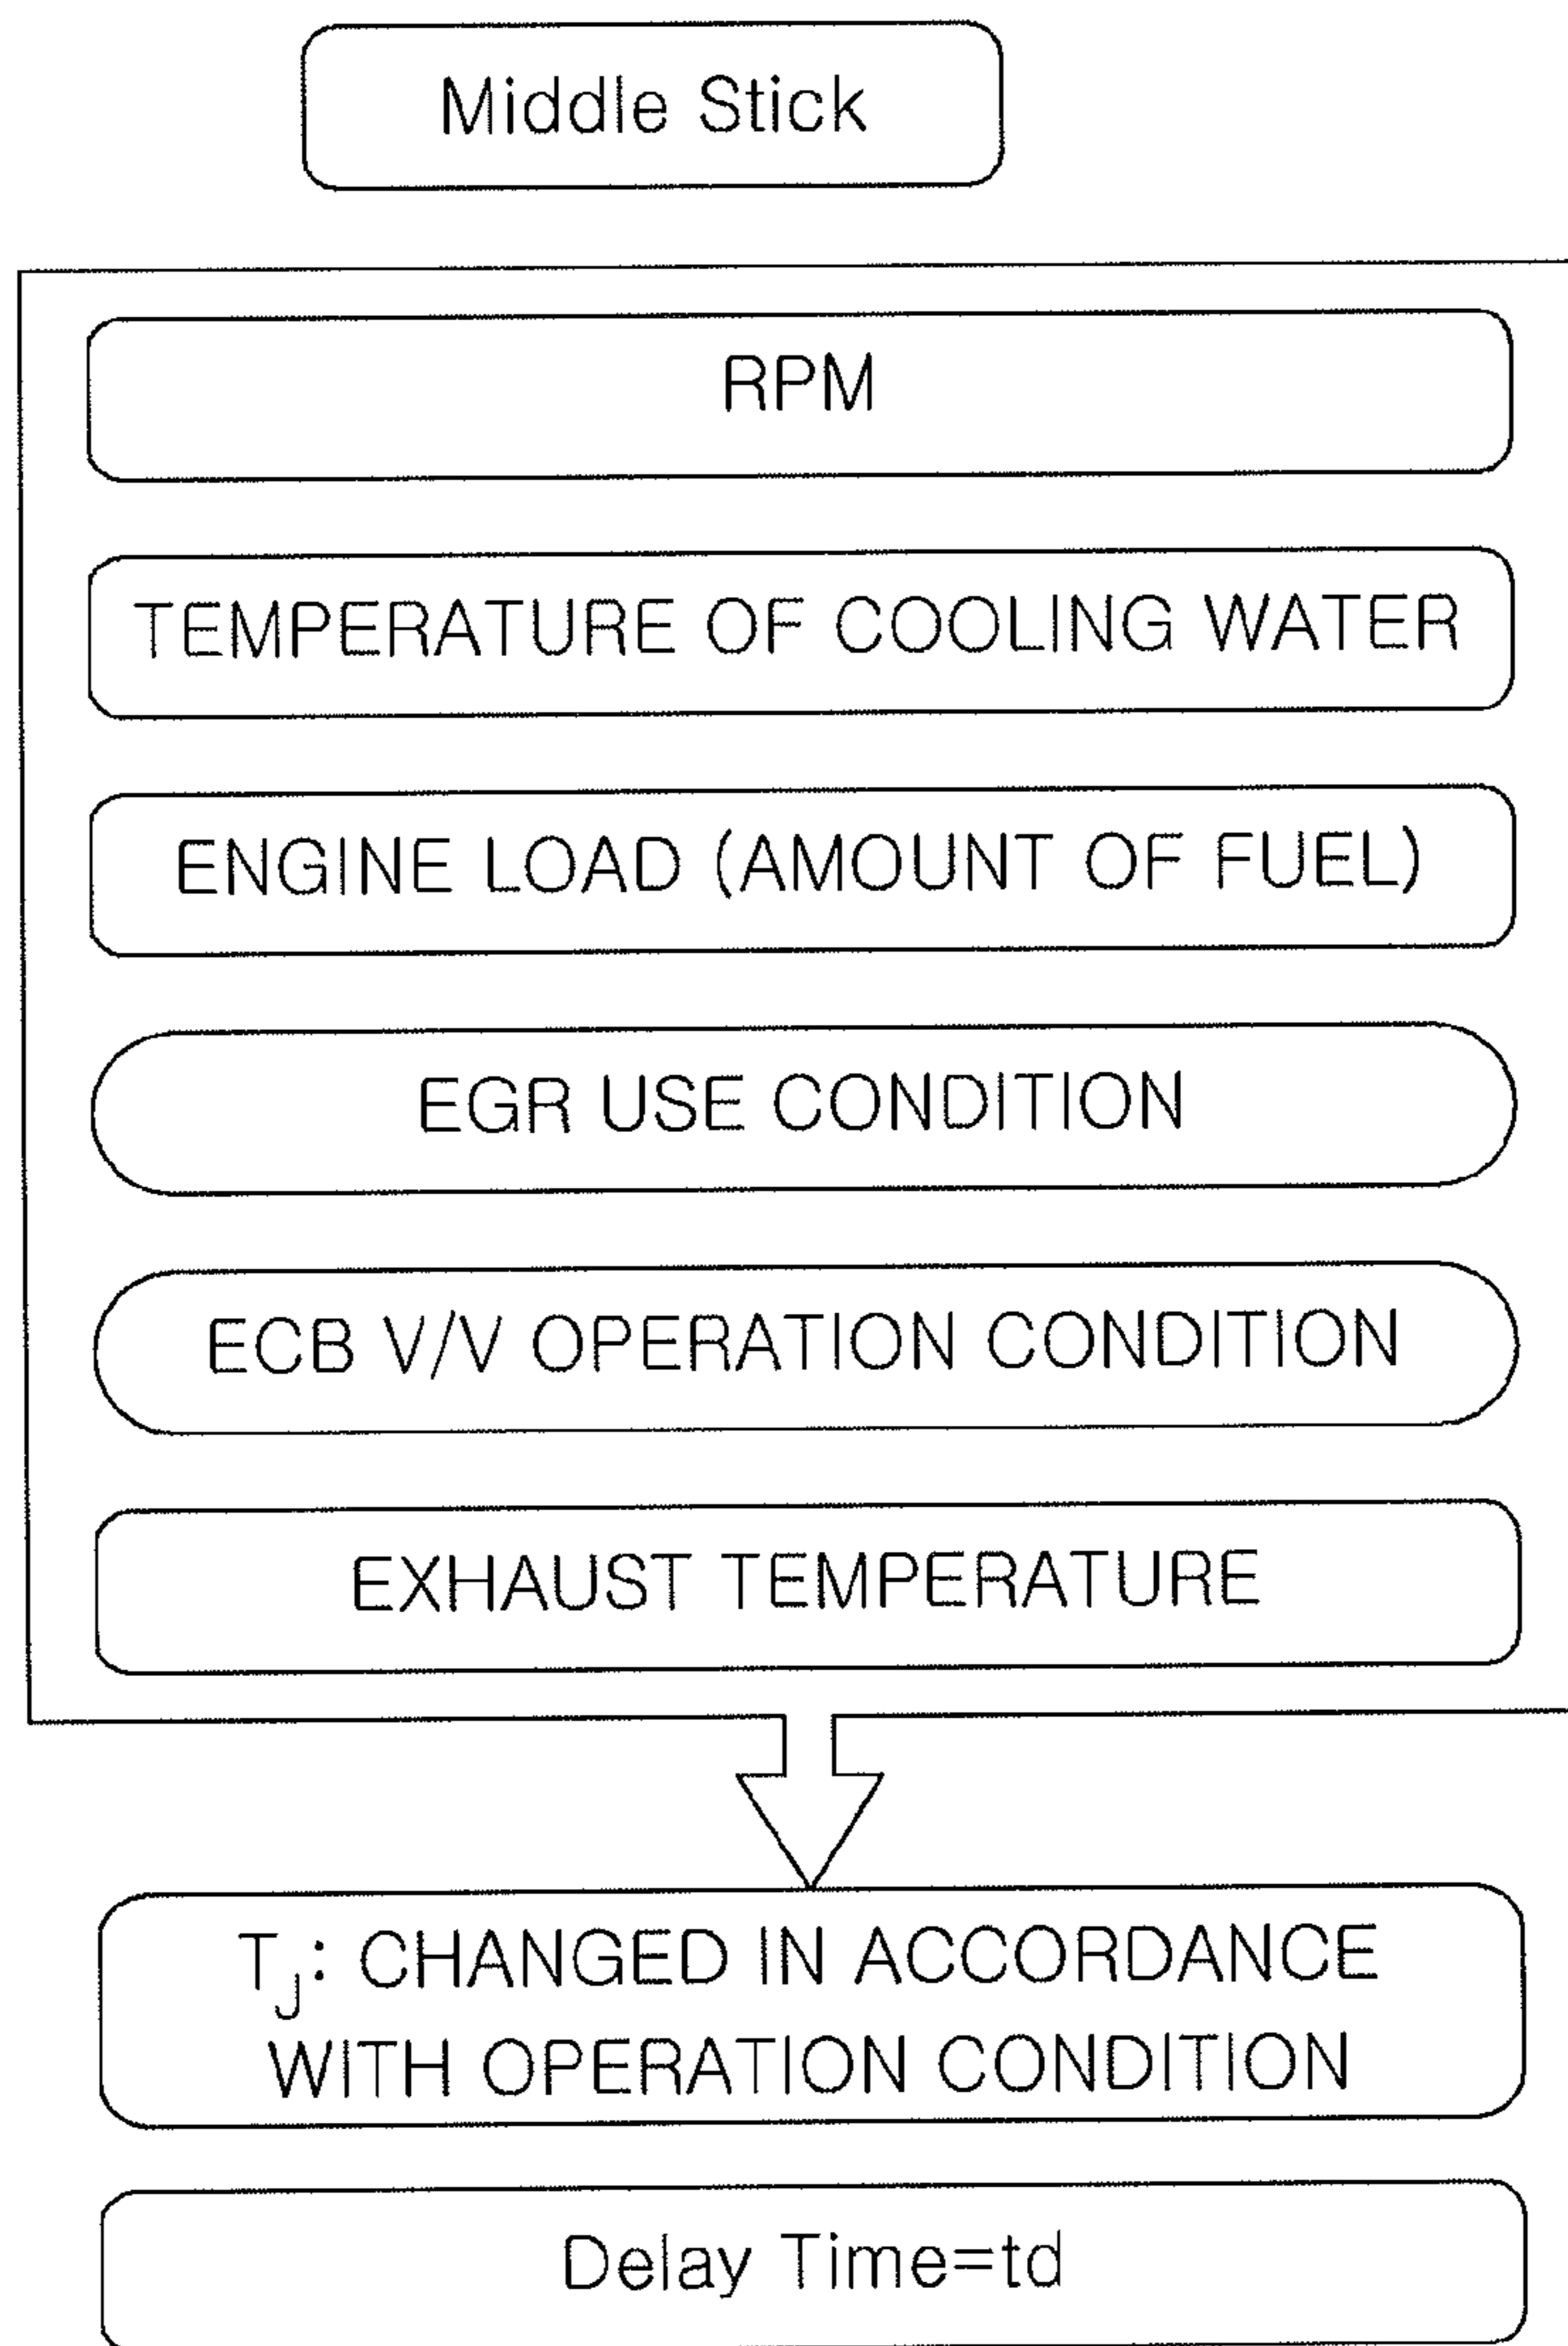 Middle Stick
RPM
TEMPERATURE OF COOLING WATER
ENGINE LOAD (AMOUNT OF FUEL)
EGR USE CONDITION
ECB V/V OPERATION CONDITION
EXHAUST TEMPERATURE
TJ: CHANGED IN ACCORDANCE
WITH OPERATION CONDITION
Delay Time=td